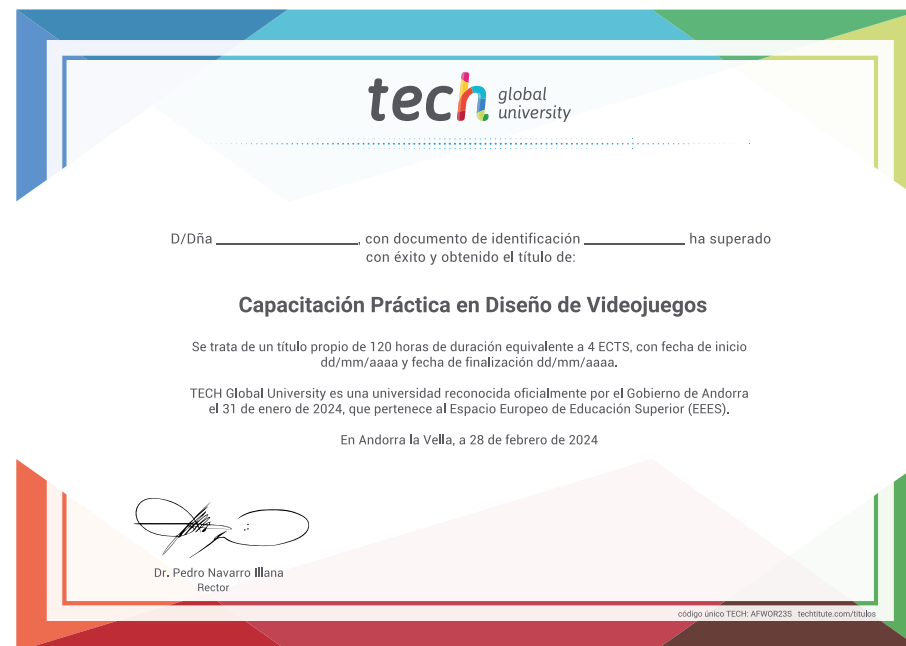 tech global university
D/Dña ______________, con documento de identificación __________ ha superado
con éxito y obtenido el título de:
Capacitación Práctica en Diseño de Videojuegos
Se trata de un título propio de 120 horas de duración equivalente a 4 ECTS, con fecha de inicio
dd/mm/aaaa y fecha de finalización dd/mm/aaaa.
TECH Global University es una universidad reconocida oficialmente por el Gobierno de Andorra
el 31 de enero de 2024, que pertenece al Espacio Europeo de Educación Superior (EEES).
En Andorra la Vella, a 28 de febrero de 2024
Dr. Pedro Navarro Illana
Rector
código único TECH: AFWOR23S techtitute.com/titulos